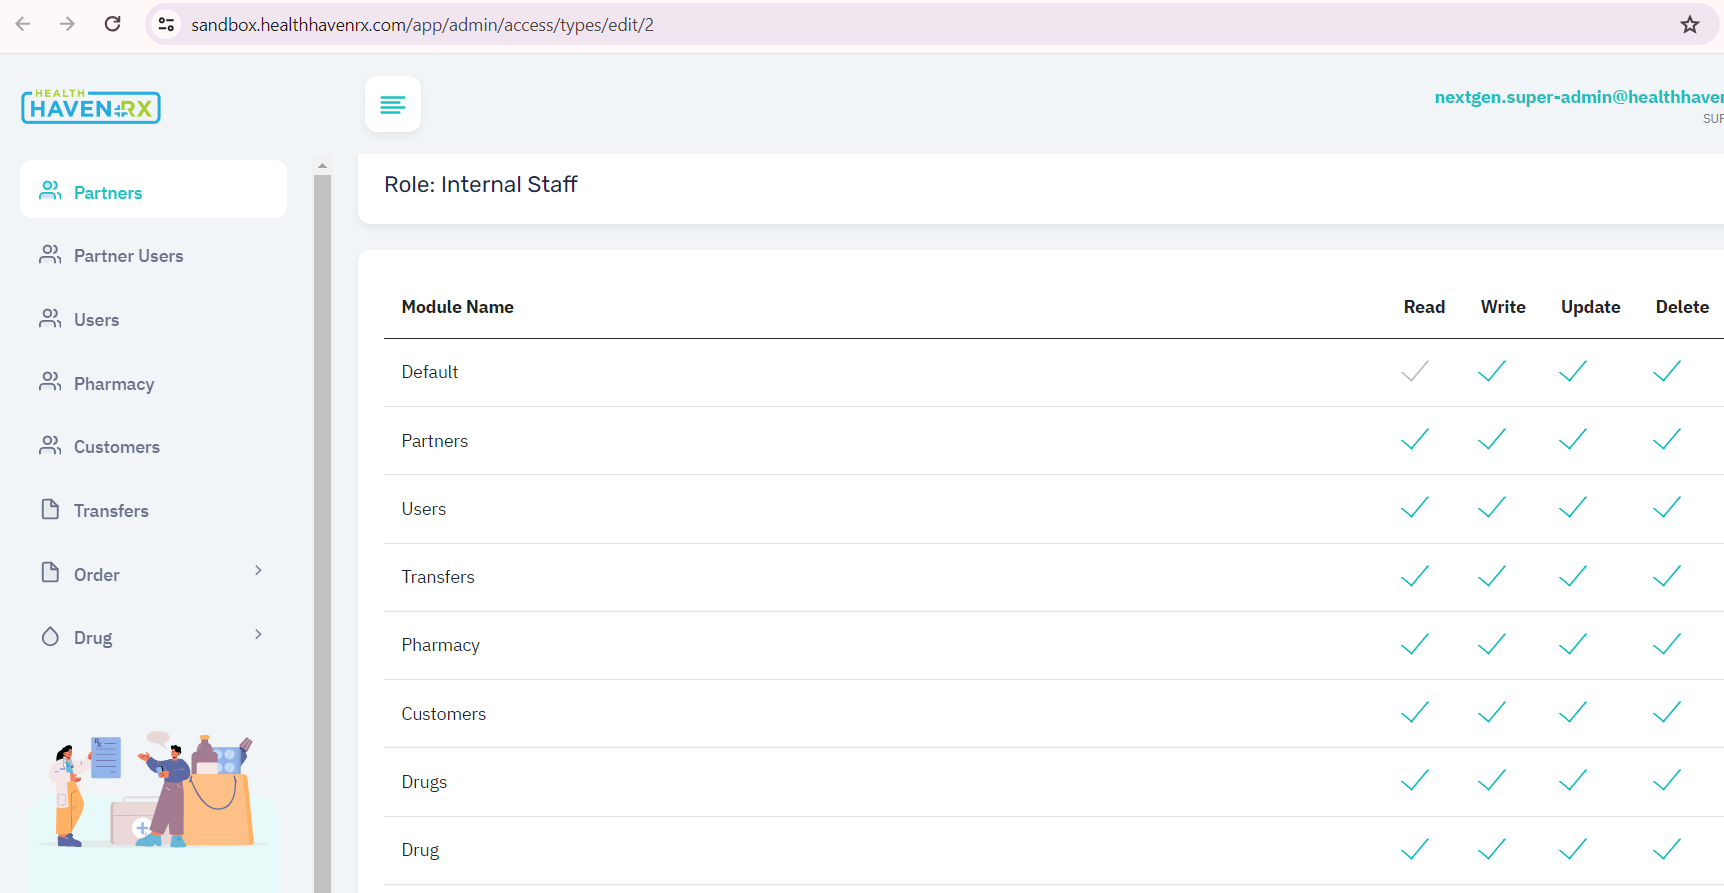 sandbox.healthhavenrx.com/app/admin/access/types/edit/2
HEALTH
HAVEN RX
nextgen.super-admin@healthhaven
SUP
Partners
Partner Users
Users
Pharmacy
Customers
Transfers
Order
Drug
Rx
Role: Internal Staff
Module Name Read Write Update Delete
Default
Partners
Users
Transfers
Pharmacy
Customers
Drugs
Drug